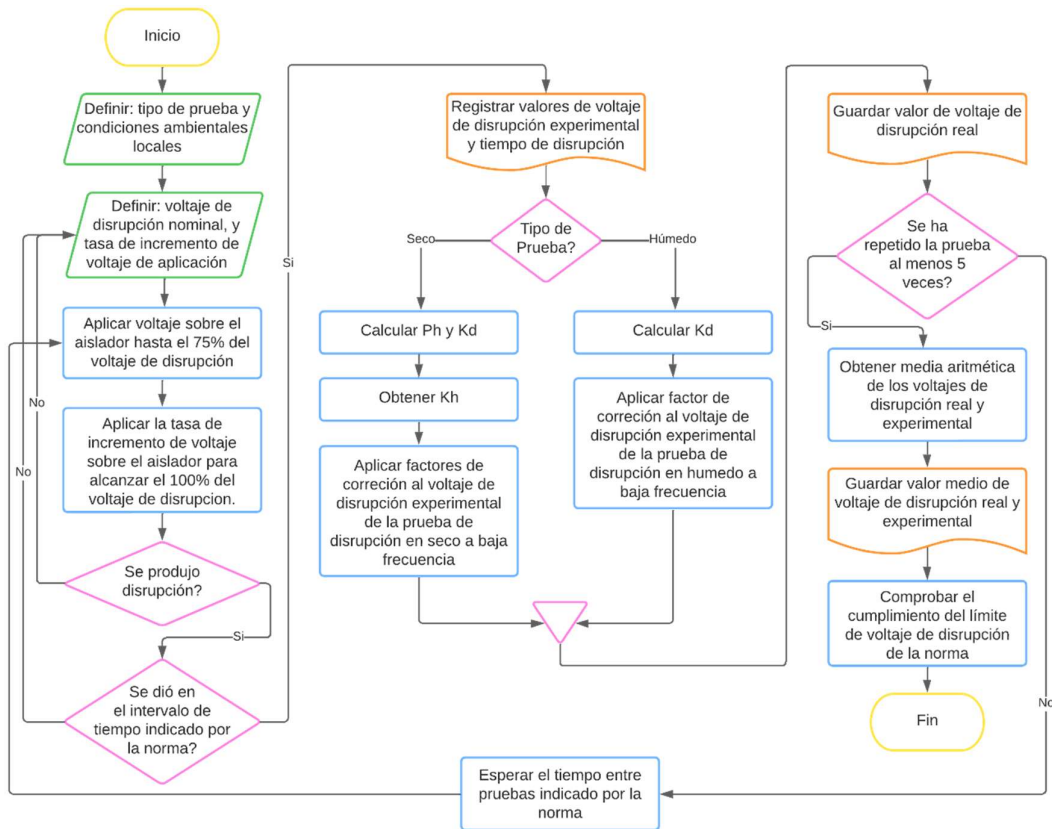 Inicio
Definir: tipo de prueba y
condiciones ambientales
locales
Definir: voltaje de
disrupción nominal, y
tasa de incremento de
voltaje de aplicación
Aplicar voltaje sobre el
aislador hasta el 75% del
voltaje de disrupción
Aplicar la tasa de
incremento de voltaje
sobre el aislador para
alcanzar el 100% del
voltaje de disrupcion.
Se produjo
disrupción?
No
Si
Se dió en
el intervalo de
tiempo indicado por
la norma?
No
Si
Registrar valores de voltaje
de disrupción experimental
y tiempo de disrupción
Tipo de
Prueba?
Seco
Húmedo
Calcular Ph y Kd
Obtener Kh
Aplicar factores de
correción al voltaje de
disrupción experimental
de la prueba de
disrupción en seco a baja
frecuencia
Calcular Kd
Aplicar factor de
correción al voltaje de
disrupción experimental
de la prueba de
disrupción en humedo a
baja frecuencia
Guardar valor de voltaje de
disrupción real
Se ha
repetido la prueba
al menos 5
veces?
Si
No
Obtener media aritmética
de los voltajes de
disrupción real y
experimental
Guardar valor medio de
voltaje de disrupción real y
experimental
Comprobar el
cumplimiento del límite
de voltaje de disrupción
de la norma
Fin
Esperar el tiempo entre
pruebas indicado por la
norma